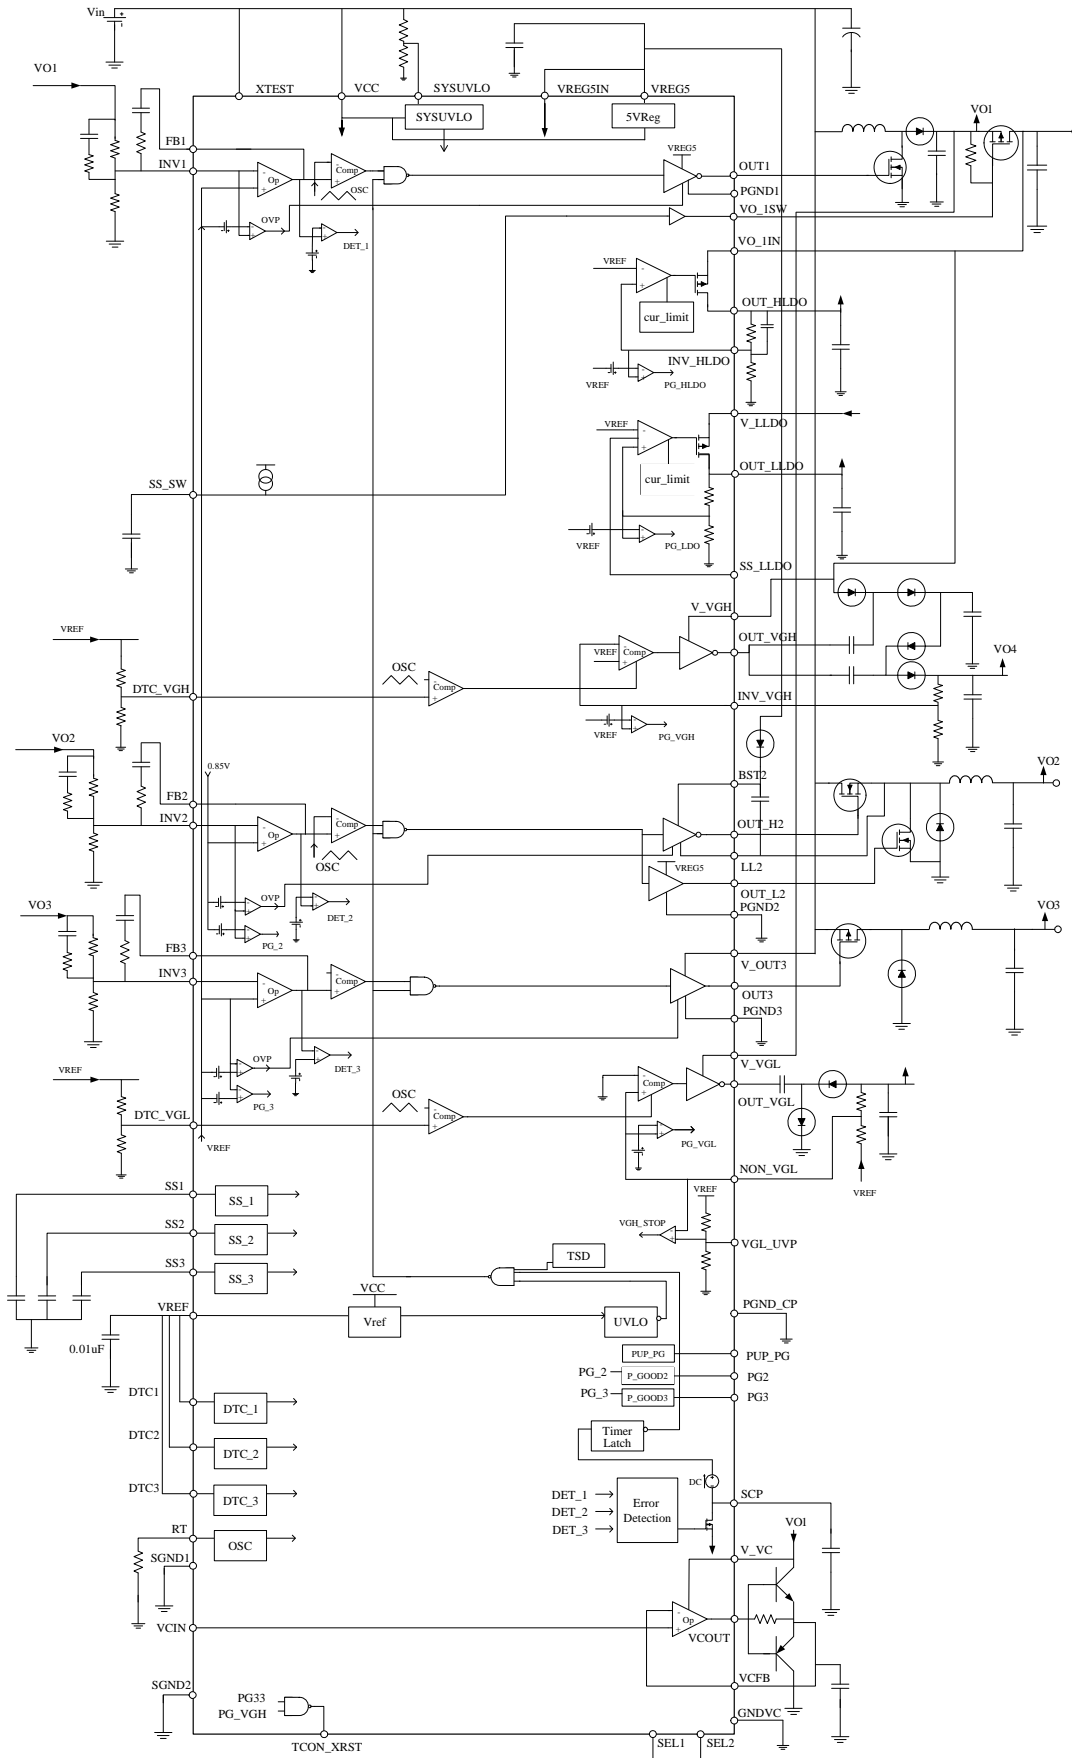 Vin
VO1
XTEST
VCC
SYSUVLO
VREG5IN
VREG5
SYSUVLO
5VReg
VO1
FB1
INV1
Op
Comp
OSC
VREG5
OUT1
PGND1
VO_1SW
OVP
DET_1
VO_1IN
VREF
cur_limit
OUT_HLDO
INV_HLDO
VREF
PG_HLDO
V_LLDO
VREF
cur_limit
OUT_LLDO
SS_SW
VREF
PG_LDO
SS_LLDO
V_VGH
VREF
VREF
Comp
OUT_VGH
VO4
OSC
Comp
DTC_VGH
INV_VGH
VREF
PG_VGH
VO2
0.85V
BST2
VO2
FB2
INV2
Op
Comp
OSC
OUT_H2
LL2
VREG5
OUT_L2
PGND2
OVP
DET_2
PG_2
VO3
VO3
FB3
INV3
Op
Comp
V_OUT3
OUT3
PGND3
OVP
DET_3
PG_3
V_VGL
VREF
OSC
Comp
Comp
OUT_VGL
DTC_VGL
VREF
PG_VGL
NON_VGL
VREF
SS1
SS_1
VREF
VGH_STOP
VGL_UVP
SS2
SS_2
TSD
SS3
SS_3
VREF
VCC
Vref
UVLO
PGND_CP
0.01uF
PUP_PG
PUP_PG
PG_2
P_GOOD2
PG2
PG_3
P_GOOD3
PG3
DTC1
DTC_1
Timer
Latch
DTC2
DTC_2
DC
DTC3
DTC_3
DET_1
DET_2
DET_3
Error
Detection
SCP
RT
OSC
VO1
SGND1
V_VC
VCIN
Op
VCOUT
VCFB
SGND2
PG33
PG_VGH
GNDVC
TCON_XRST
SEL1
SEL2